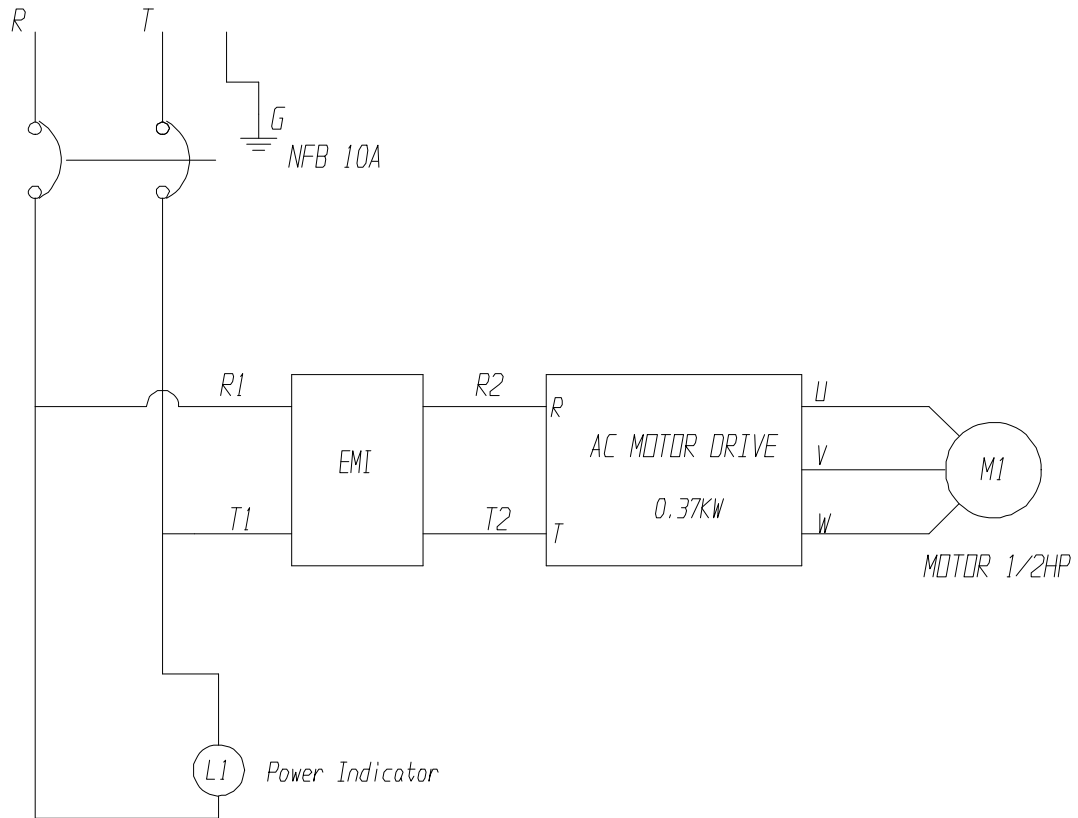 R
T
G
NFB 10A
R1
R2
U
R
AC MOTOR DRIVE
V
EMI
M1
0.37KW
T1
T2
T
W
MOTOR 1/2HP
L1
Power Indicator